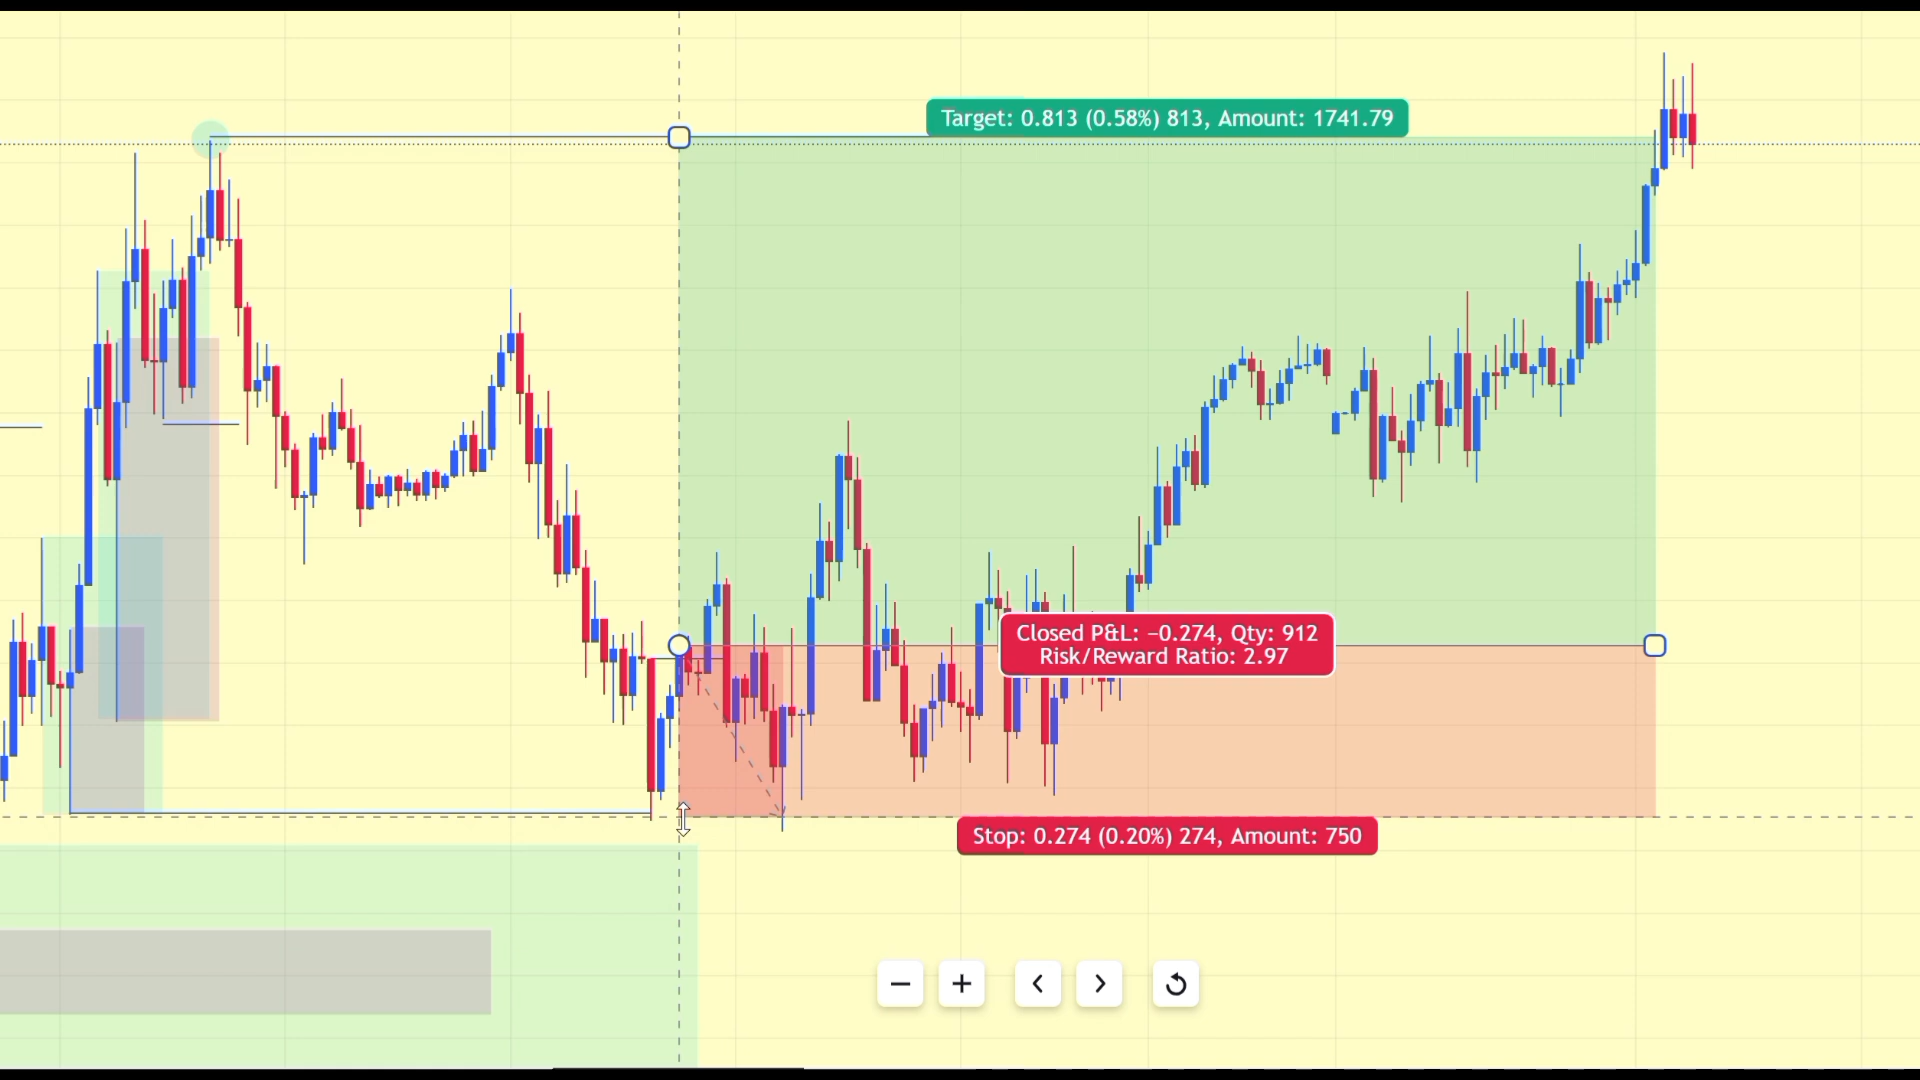 Target: 0.813 (0.58%) 813, Amount: 1741.79
Closed P&L: −0.274, Qty: 912
Risk/Reward Ratio: 2.97
Stop: 0.274 (0.20%) 274, Amount: 750